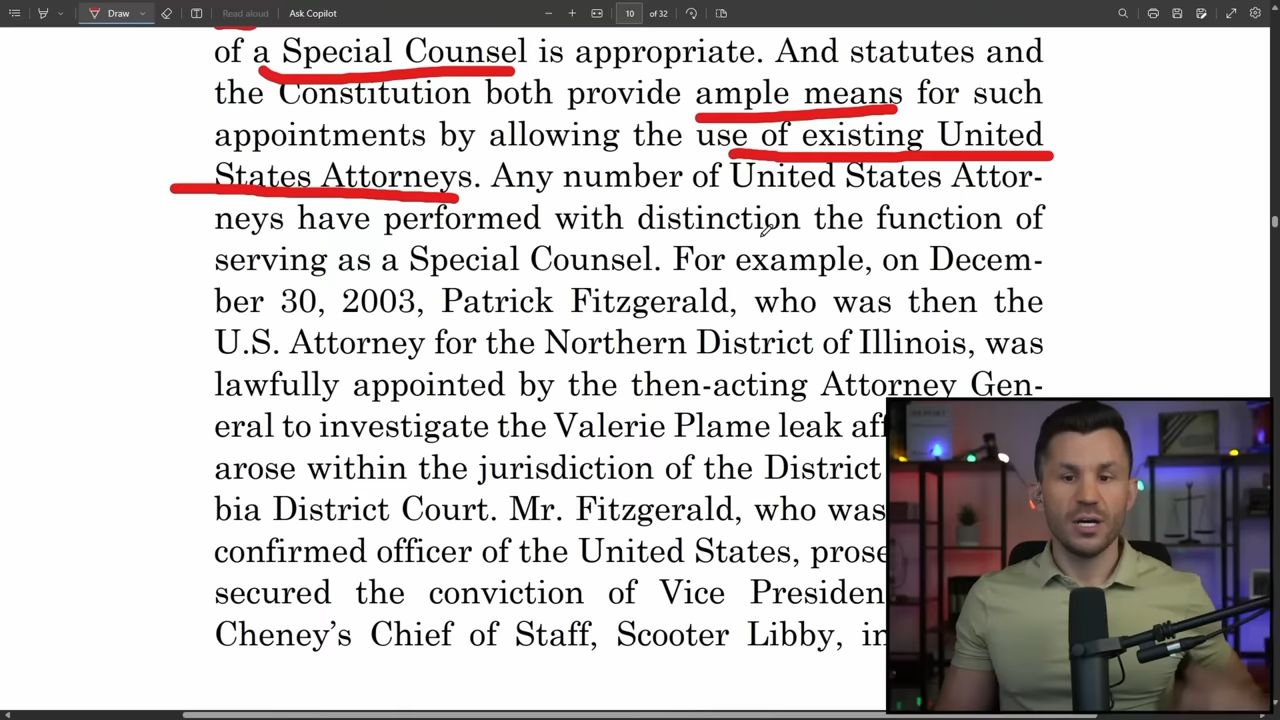 Draw
Read aloud
Ask Copilot
10 of 32
of a Special Counsel is appropriate. And statutes and
the Constitution both provide ample means for such
appointments by allowing the use of existing United
States Attorneys. Any number of United States Attor-
neys have performed with distinction the function of
serving as a Special Counsel. For example, on Decem-
ber 30, 2003, Patrick Fitzgerald, who was then the
U.S. Attorney for the Northern District of Illinois, was
lawfully appointed by the then-acting Attorney Gen-
eral to investigate the Valerie Plame leak aff
arose within the jurisdiction of the District
bia District Court. Mr. Fitzgerald, who was
confirmed officer of the United States, prose
secured the conviction of Vice Presiden
Cheney’s Chief of Staff, Scooter Libby, in